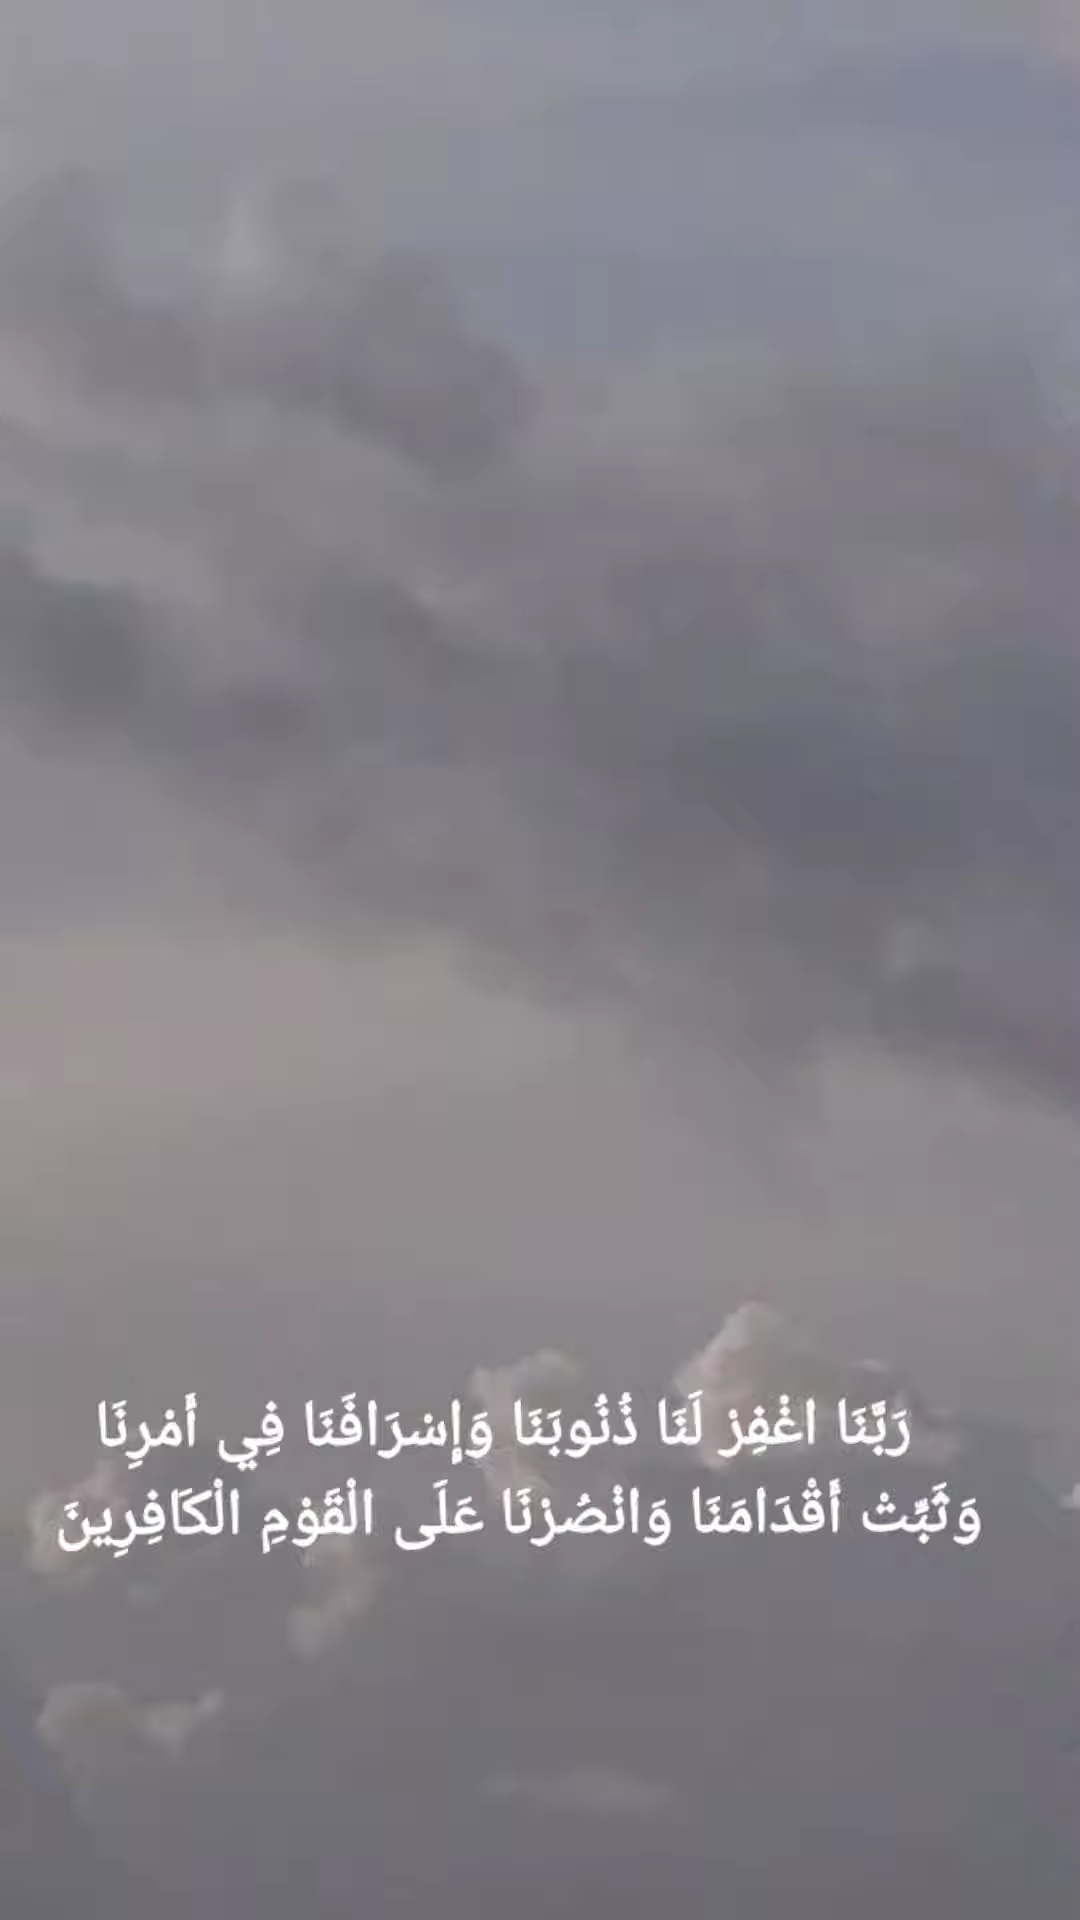 رَبَّنَا اغْفِرْ لَنَا ذُنُوبَنَا وَإِسْرَافَنَا فِي أَمْرِنَا
وَثَبِّتْ أَقْدَامَنَا وَانْصُرْنَا عَلَى الْقَوْمِ الْكَافِرِينَ